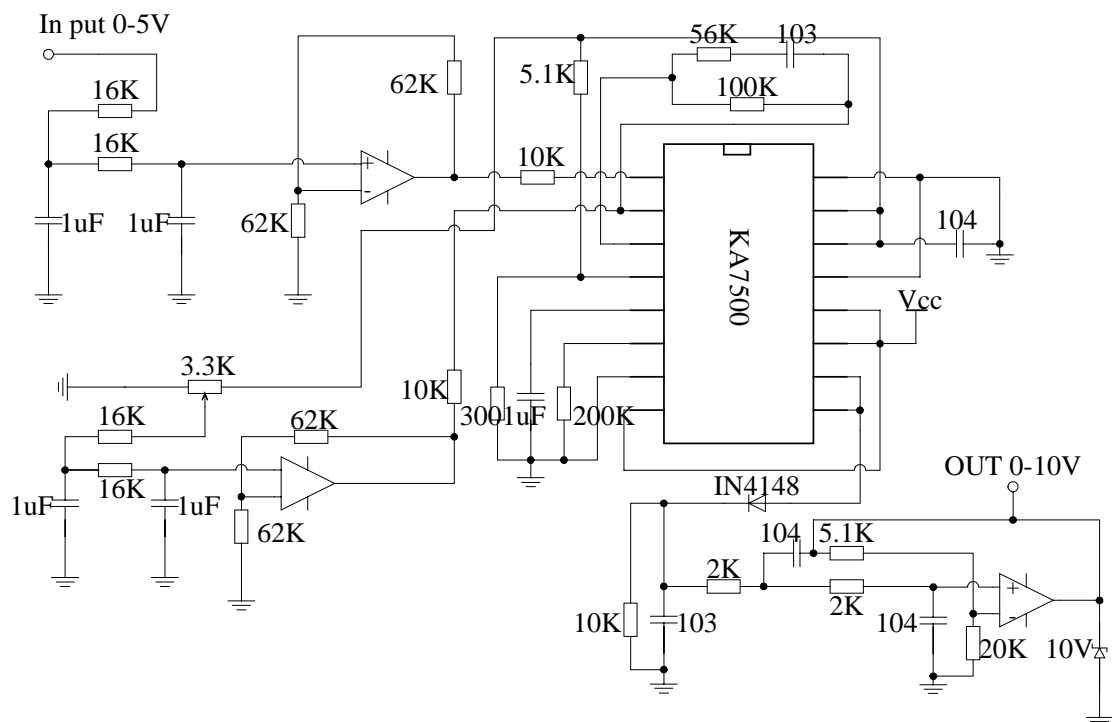 In put 0-5V
16K
16K
1uF
1uF
62K
62K
5.1K
56K
103
100K
10K
KA7500
104
Vcc
3.3K
16K
16K
1uF
1uF
62K
62K
10K
300
1uF
200K
IN4148
OUT 0-10V
104
5.1K
2K
2K
10K
103
104
20K
10V
+
-
+
-